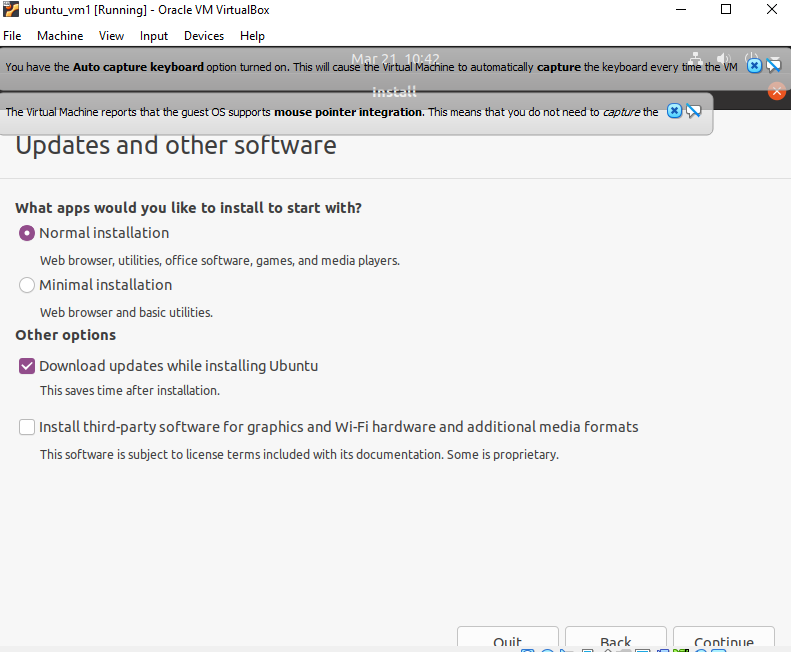 ubuntu_vm1 [Running] - Oracle VM VirtualBox
File Machine View Input Devices Help
Mar 21 10:42
You have the Auto capture keyboard option turned on. This will cause the Virtual Machine to automatically capture the keyboard every time the VM
Install
The Virtual Machine reports that the guest OS supports mouse pointer integration. This means that you do not need to capture the
Updates and other software
What apps would you like to install to start with?
Normal installation
Web browser, utilities, office software, games, and media players.
Minimal installation
Web browser and basic utilities.
Other options
Download updates while installing Ubuntu
This saves time after installation.
Install third-party software for graphics and Wi-Fi hardware and additional media formats
This software is subject to license terms included with its documentation. Some is proprietary.
Quit Back Continue